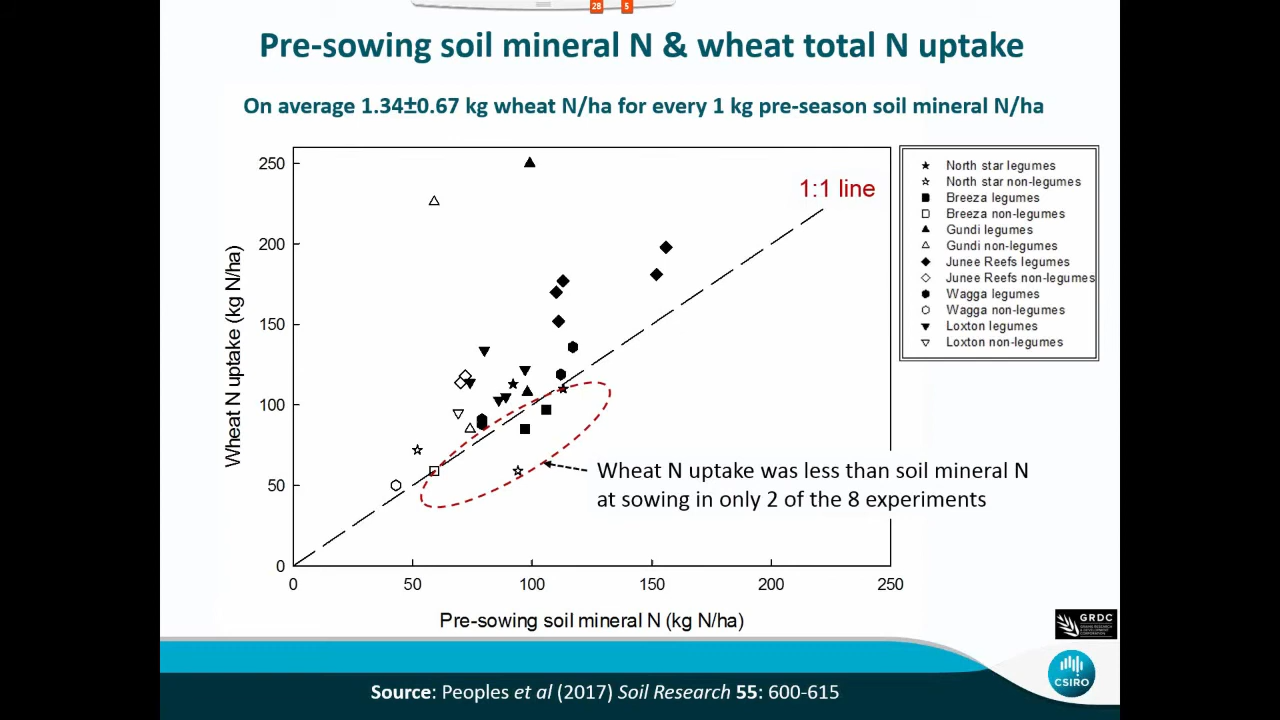 28 5
Pre-sowing soil mineral N & wheat total N uptake
On average 1.34±0.67 kg wheat N/ha for every 1 kg pre-season soil mineral N/ha
250
200
150
100
50
0
0 50 100 150 200 250
Wheat N uptake (kg N/ha)
Pre-sowing soil mineral N (kg N/ha)
1:1 line
North star legumes
North star non-legumes
Breeza legumes
Breeza non-legumes
Gundi legumes
Gundi non-legumes
Junee Reefs legumes
Junee Reefs non-legumes
Wagga legumes
Wagga non-legumes
Loxton legumes
Loxton non-legumes
Wheat N uptake was less than soil mineral N
at sowing in only 2 of the 8 experiments
GRDC
CSIRO
Source: Peoples et al (2017) Soil Research 55: 600-615